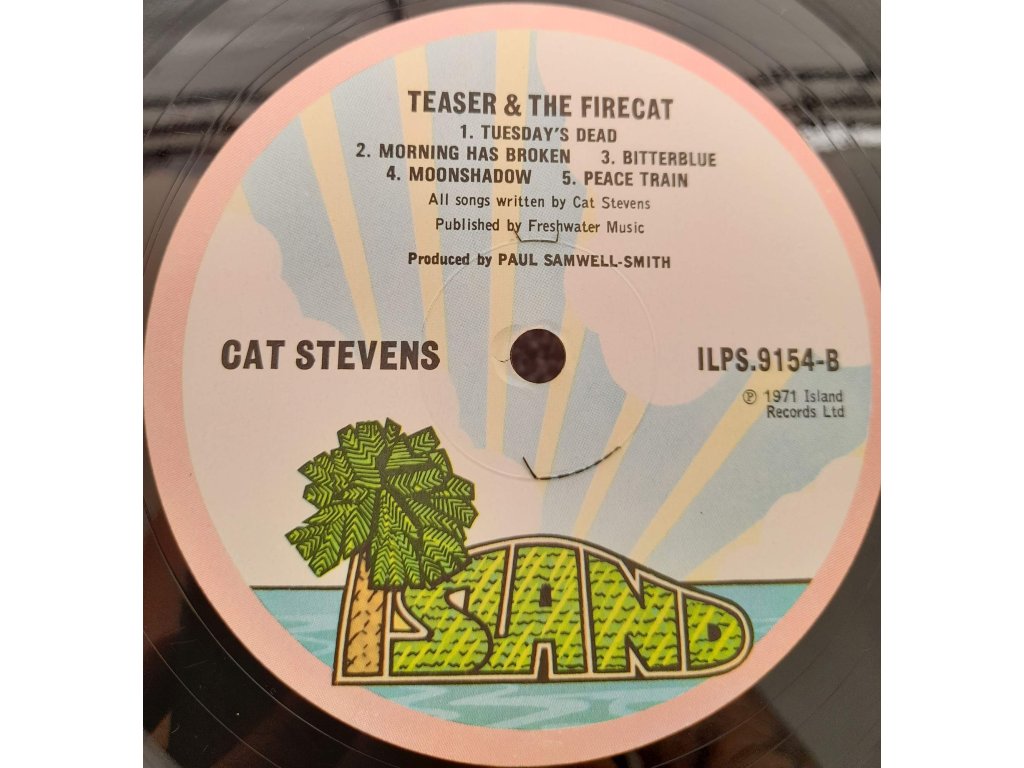 TEASER & THE FIRECAT
1. TUESDAY'S DEAD
2. MORNING HAS BROKEN 3. BITTERBLUE
4. MOONSHADOW 5. PEACE TRAIN
All songs written by Cat Stevens
Published by Freshwater Music
Produced by PAUL SAMWELL-SMITH
CAT STEVENS
ILPS.9154-B
℗ 1971 Island
Records Ltd
ISLAND